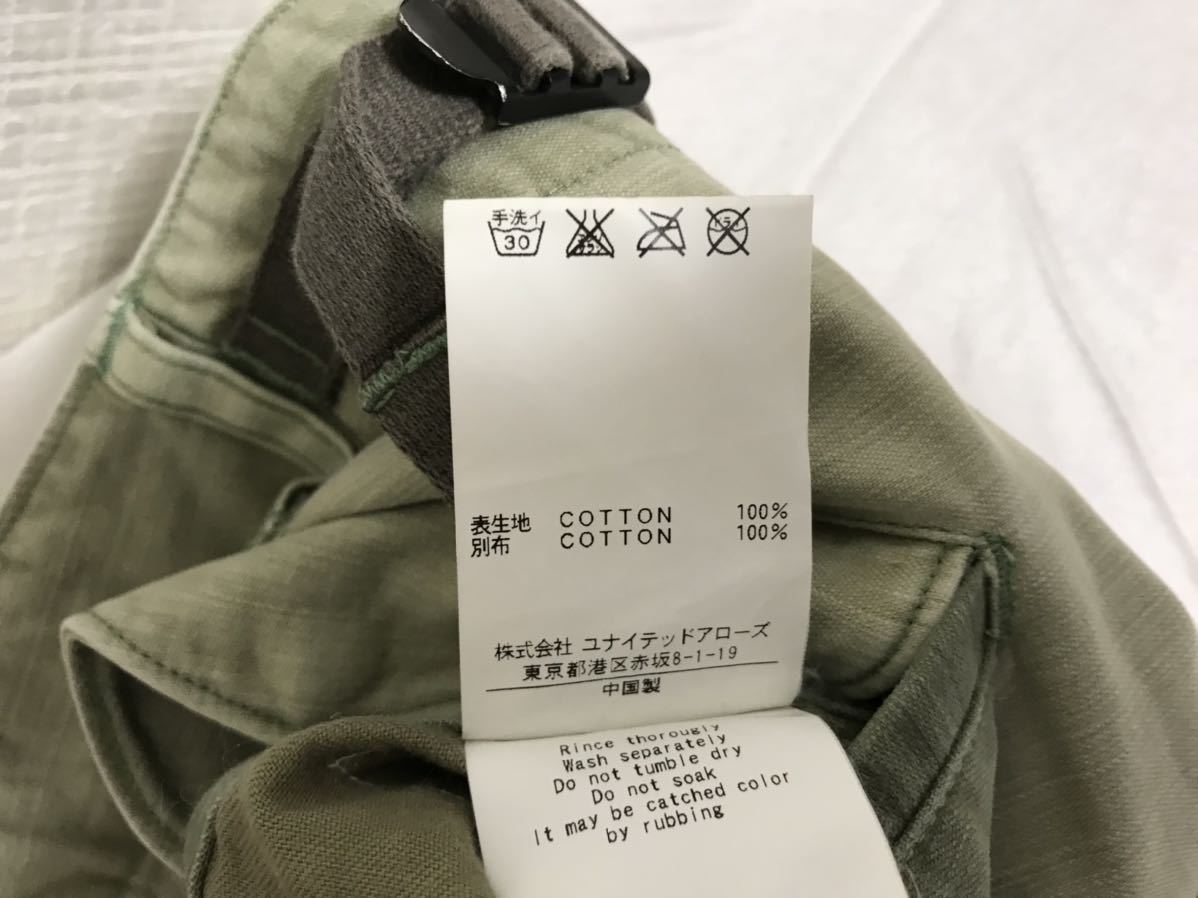 手洗イ
30
表生地 COTTON 100%
別布 COTTON 100%
株式会社 ユナイテッドアローズ
東京都港区赤坂8-1-19
中国製
Rince thorougly
Wash separately
Do not tumble dry
Do not soak
It may be catched color
by rubbing